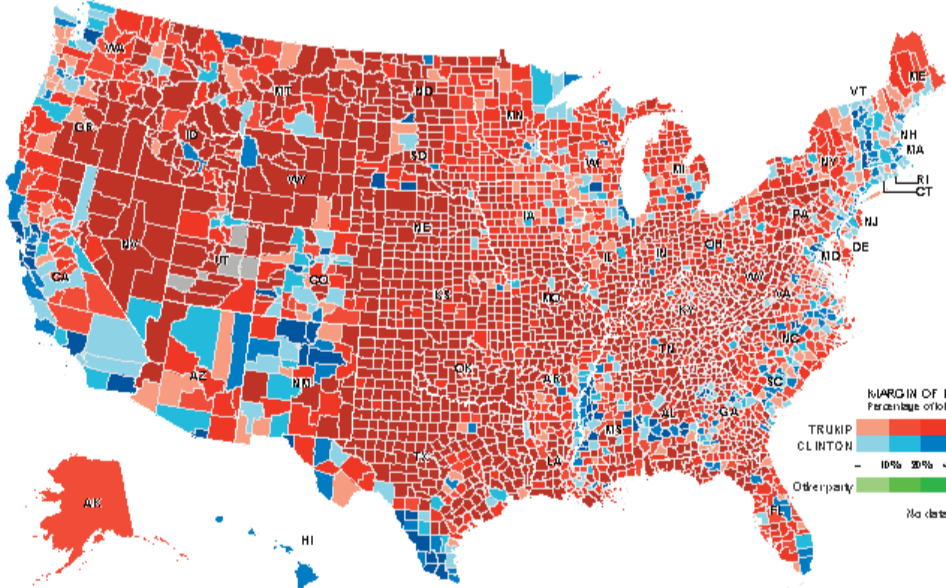 WA
MT
ND
MN
ME
VT
OR
ID
SD
WI
MI
NY
NH
MA
RI
CT
WY
IA
PA
NJ
NE
OH
NV
UT
CO
IL
IN
MD
DE
CA
WV
VA
KS
MO
KY
NC
TN
OK
AR
SC
AZ
NM
AL
GA
MS
TX
LA
FL
AK
HI
MARGIN OF
TRUMP
CLINTON
10% 20%
Other party
No data